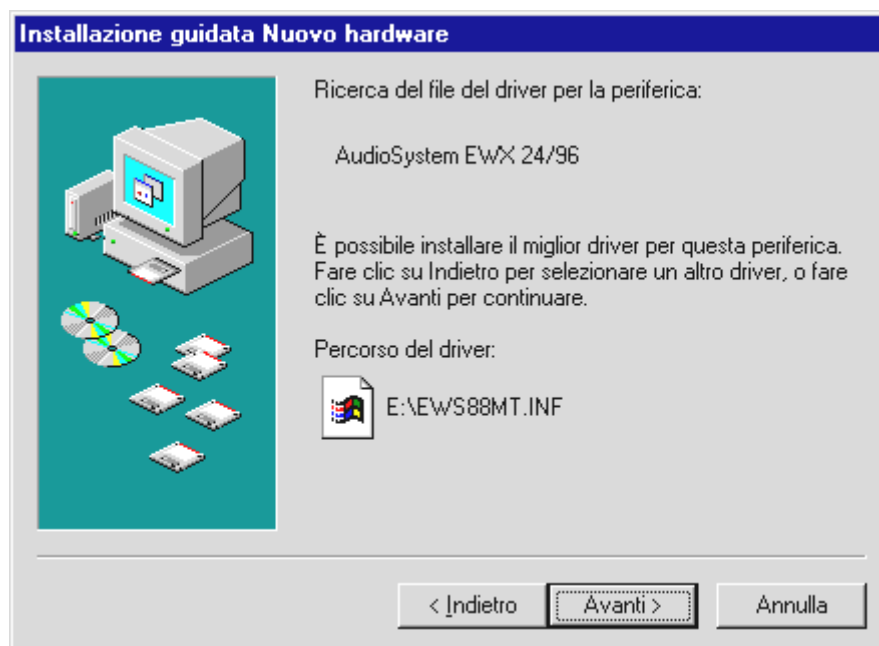 Installazione guidata Nuovo hardware
Ricerca del file del driver per la periferica:
AudioSystem EWX 24/96
È possibile installare il miglior driver per questa periferica.
Fare clic su Indietro per selezionare un altro driver, o fare
clic su Avanti per continuare.
Percorso del driver:
E:\EWS88MT.INF
< Indietro
Avanti >
Annulla